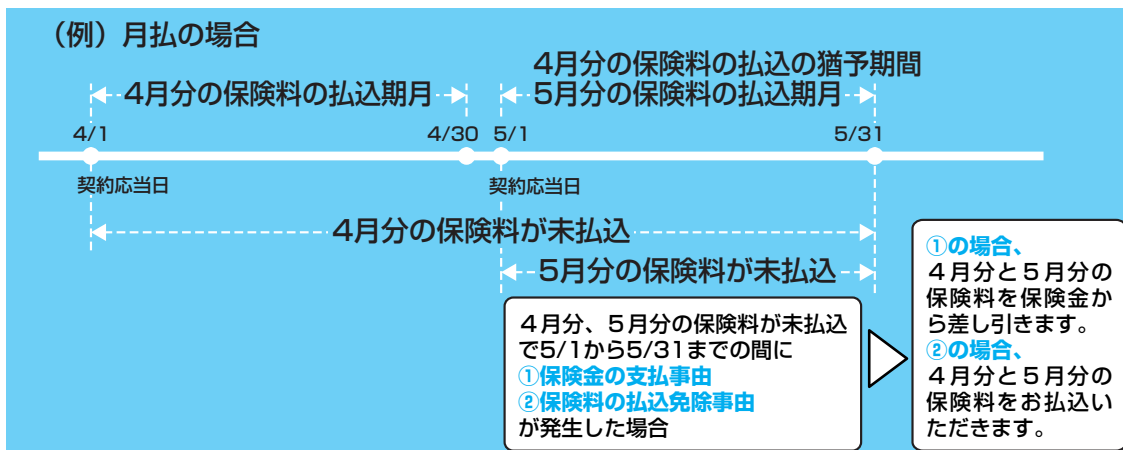 （例）月払の場合
4月分の保険料の払込の猶予期間
4月分の保険料の払込期月
5月分の保険料の払込期月
4/1
4/30
5/1
5/31
契約応当日
契約応当日
4月分の保険料が未払込
5月分の保険料が未払込
４月分、５月分の保険料が未払込
で5/1から5/31までの間に
①保険金の支払事由
②保険料の払込免除事由
が発生した場合
①の場合、
４月分と５月分の
保険料を保険金か
ら差し引きます。
②の場合、
４月分と５月分の
保険料をお払込い
ただきます。